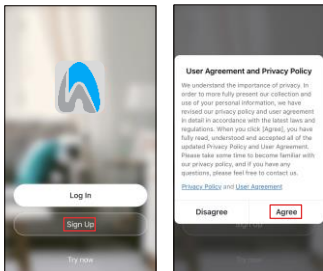 Log In
Sign Up
Try now
User Agreement and Privacy Policy
We understand the importance of privacy. In
order to more fully present our collection and
use of your personal information, we have
revised our privacy policy and user agreement
in detail in accordance with the latest laws and
regulations. When you click [Agree], you have
fully read, understood and accepted all of the
updated Privacy Policy and User Agreement.
Please take some time to become familiar with
our privacy policy, and if you have any
questions, please feel free to contact us.
Privacy Policy and User Agreement
Disagree
Agree
Sign Up
Try now